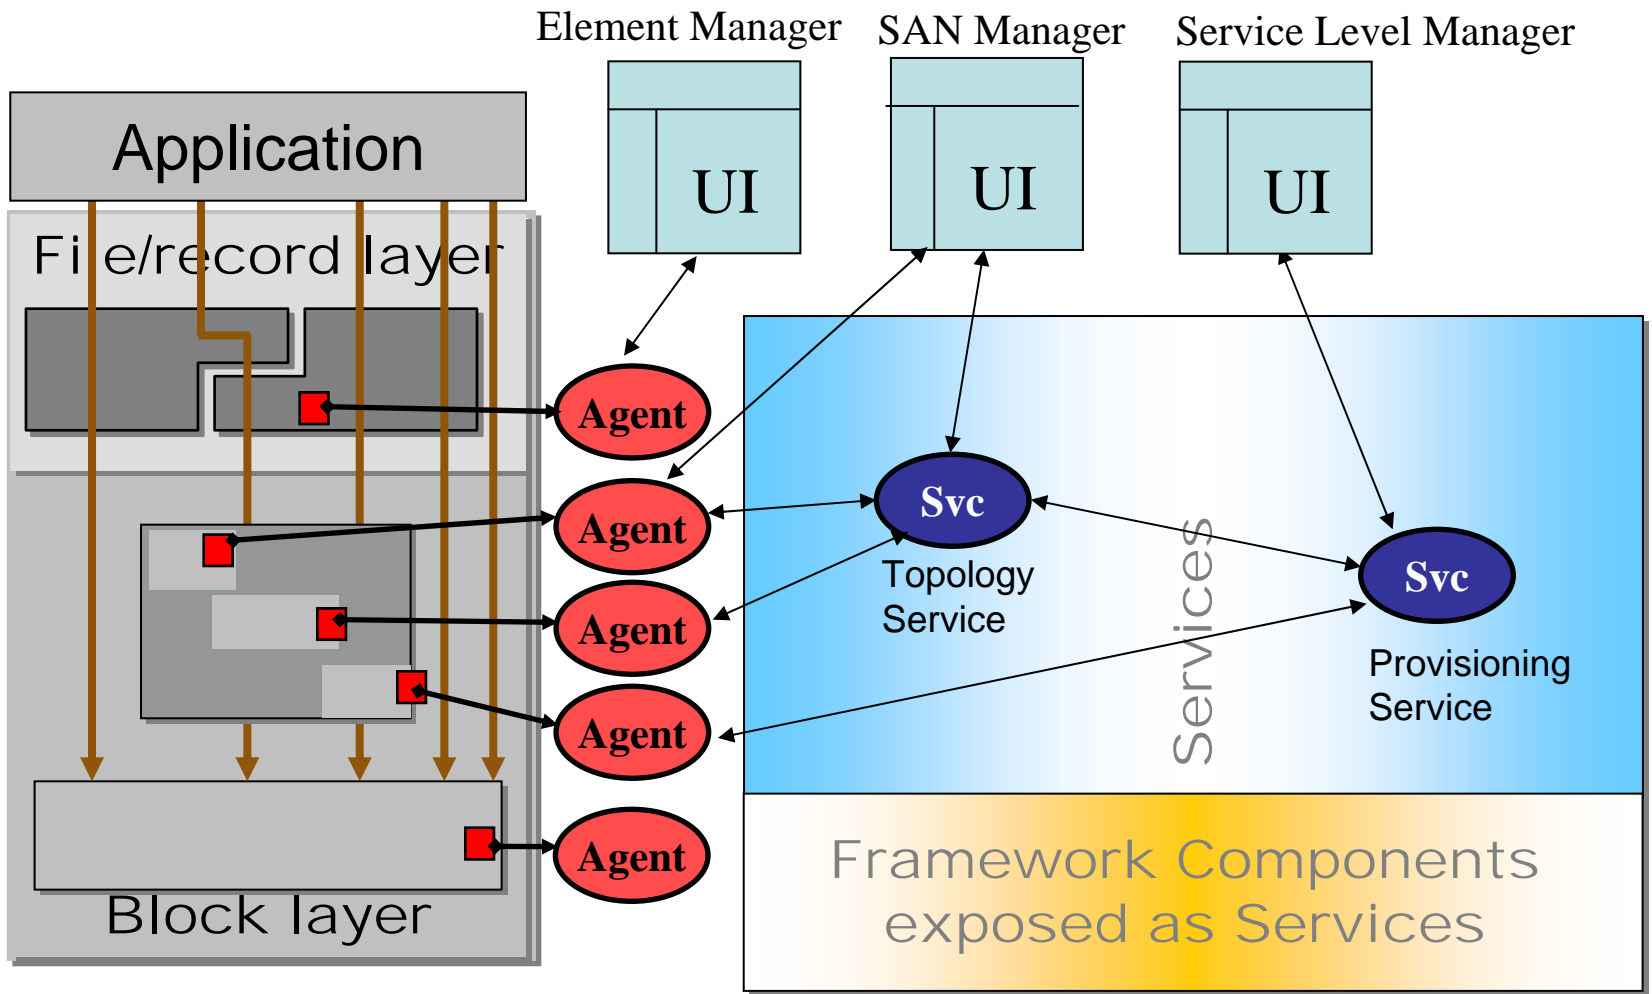 Element Manager
SAN Manager
Service Level Manager
Application
UI
UI
UI
File/record layer
Agent
Agent
Agent
Agent
Agent
Svc
Topology
Service
Services
Svc
Provisioning
Service
Block layer
Framework Components
exposed as Services